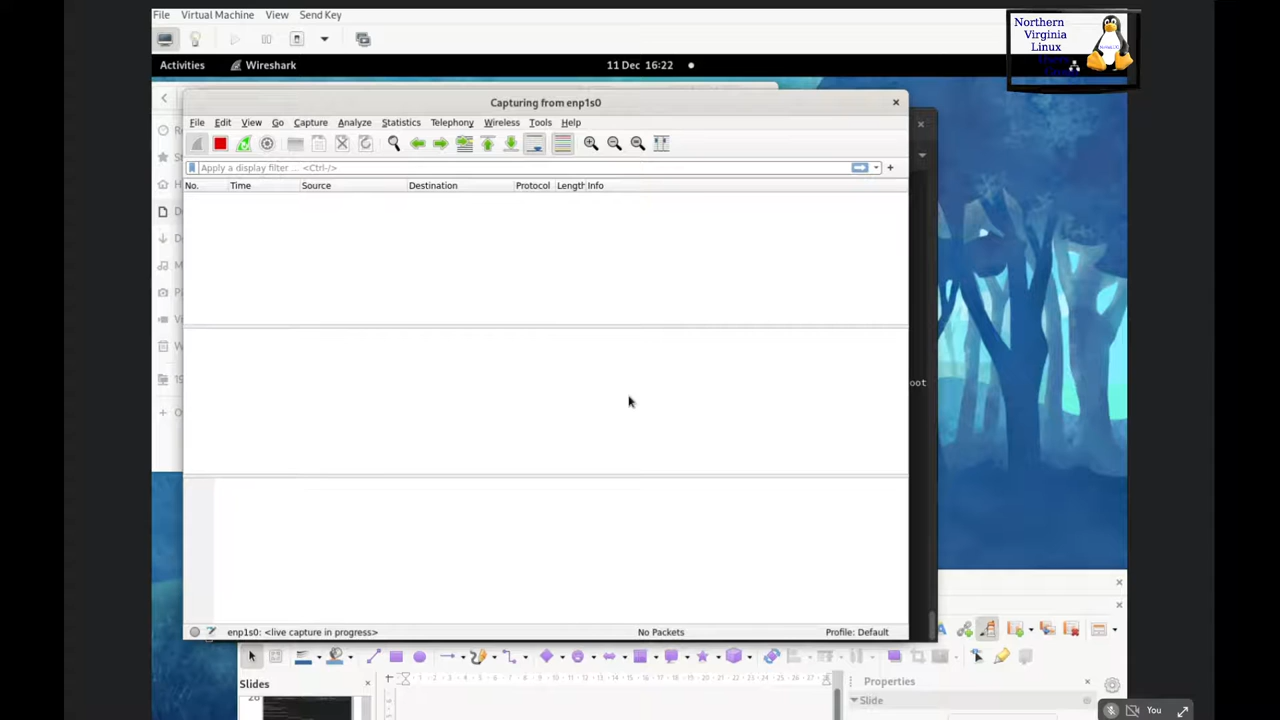 File Virtual Machine View Send Key
Northern
Virginia
Linux
Activities Wireshark 11 Dec 16:22
Capturing from enp1s0
File Edit View Go Capture Analyze Statistics Telephony Wireless Tools Help
Apply a display filter ... <Ctrl-/>
No. Time Source Destination Protocol Length Info
oot
enp1s0: <live capture in progress> No Packets Profile: Default
Slides
Properties
Slide
You